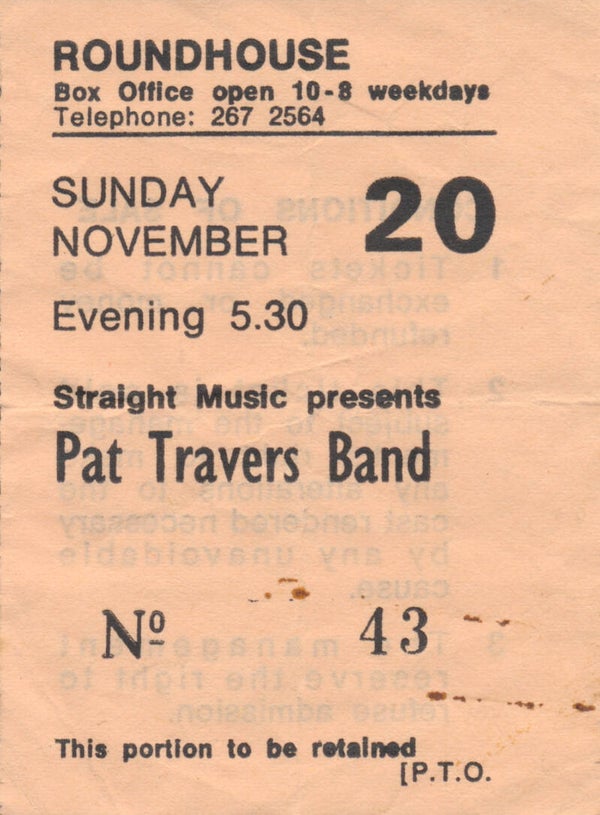 ROUNDHOUSE
Box Office open 10-8 weekdays
Telephone: 267 2564
SUNDAY
NOVEMBER 20
Evening 5.30
Straight Music presents
Pat Travers Band
Nº 43
This portion to be retained
[P.T.O.